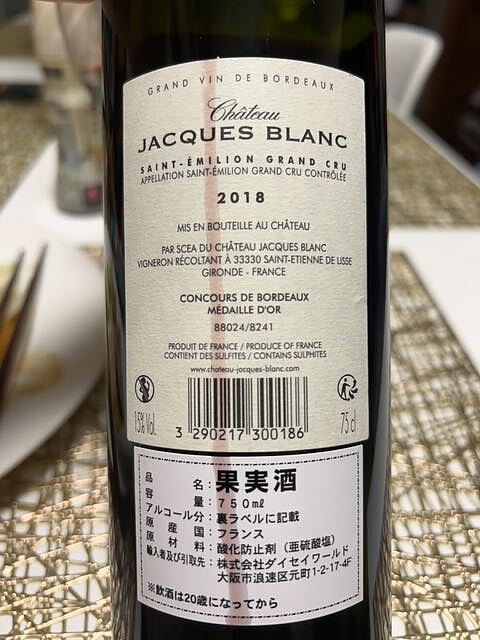 GRAND VIN DE BORDEAUX
Château
JACQUES BLANC
SAINT-ÉMILION GRAND CRU
APPELLATION SAINT-ÉMILION GRAND CRU CONTRÔLÉE
2018
MIS EN BOUTEILLE AU CHÂTEAU
PAR SCEA DU CHÂTEAU JACQUES BLANC
VIGNERON RÉCOLTANT À 33330 SAINT-ETIENNE DE LISSE
GIRONDE - FRANCE
CONCOURS DE BORDEAUX
MÉDAILLE D'OR
88024/8241
PRODUIT DE FRANCE / PRODUCE OF FRANCE
CONTIENT DES SULFITES / CONTAINS SULPHITES
www.chateau-jacques-blanc.com
15% Vol.
75 cl
3 290217 300186
品名:果実酒
容量:750mℓ
アルコール分:裏ラベルに記載
原産国:フランス
原材料:酸化防止剤(亜硫酸塩)
輸入者及び引取先:株式会社ダイセイワールド
大阪市浪速区元町1-2-17-4F
※飲酒は20歳になってから